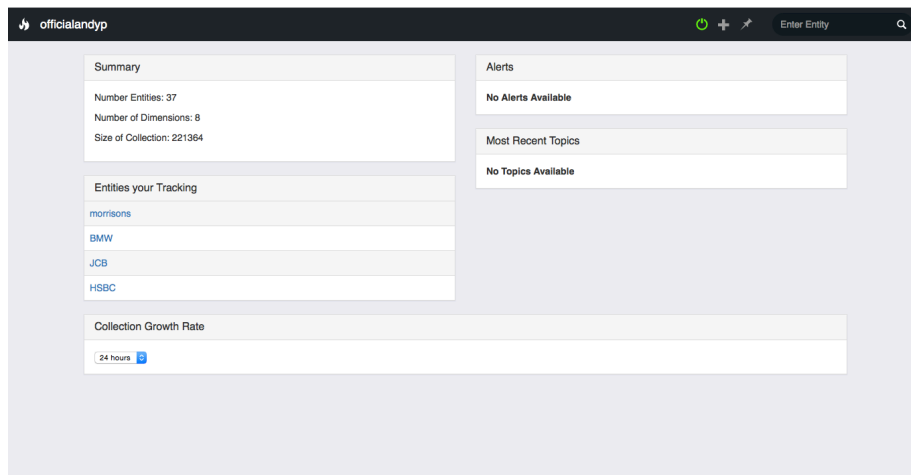 officialandyp
Enter Entity
Summary
Number Entities: 37
Number of Dimensions: 8
Size of Collection: 221364
Entities your Tracking
morrisons
BMW
JCB
HSBC
Alerts
No Alerts Available
Most Recent Topics
No Topics Available
Collection Growth Rate
24 hours